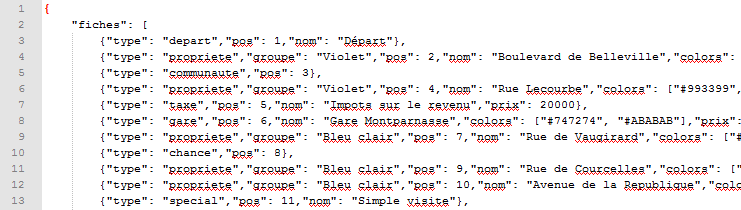 1 {
2 "fiches": [
3 {"type": "depart","pos": 1,"nom": "Départ"},
4 {"type": "propriete","groupe": "Violet","pos": 2,"nom": "Boulevard de Belleville","colors":
5 {"type": "communaute","pos": 3},
6 {"type": "propriete","groupe": "Violet","pos": 4,"nom": "Rue Lecourbe","colors": ["#993399",
7 {"type": "taxe","pos": 5,"nom": "Impots sur le revenu","prix": 20000},
8 {"type": "gare","pos": 6,"nom": "Gare Montparnasse","colors": ["#747274", "#ABABAB"],"prix":
9 {"type": "propriete","groupe": "Bleu clair","pos": 7,"nom": "Rue de Vaugirard","colors": ["#
10 {"type": "chance","pos": 8},
11 {"type": "propriete","groupe": "Bleu clair","pos": 9,"nom": "Rue de Courcelles","colors": ["
12 {"type": "propriete","groupe": "Bleu clair","pos": 10,"nom": "Avenue de la Republique","colo
13 {"type": "special","pos": 11,"nom": "Simple visite"},